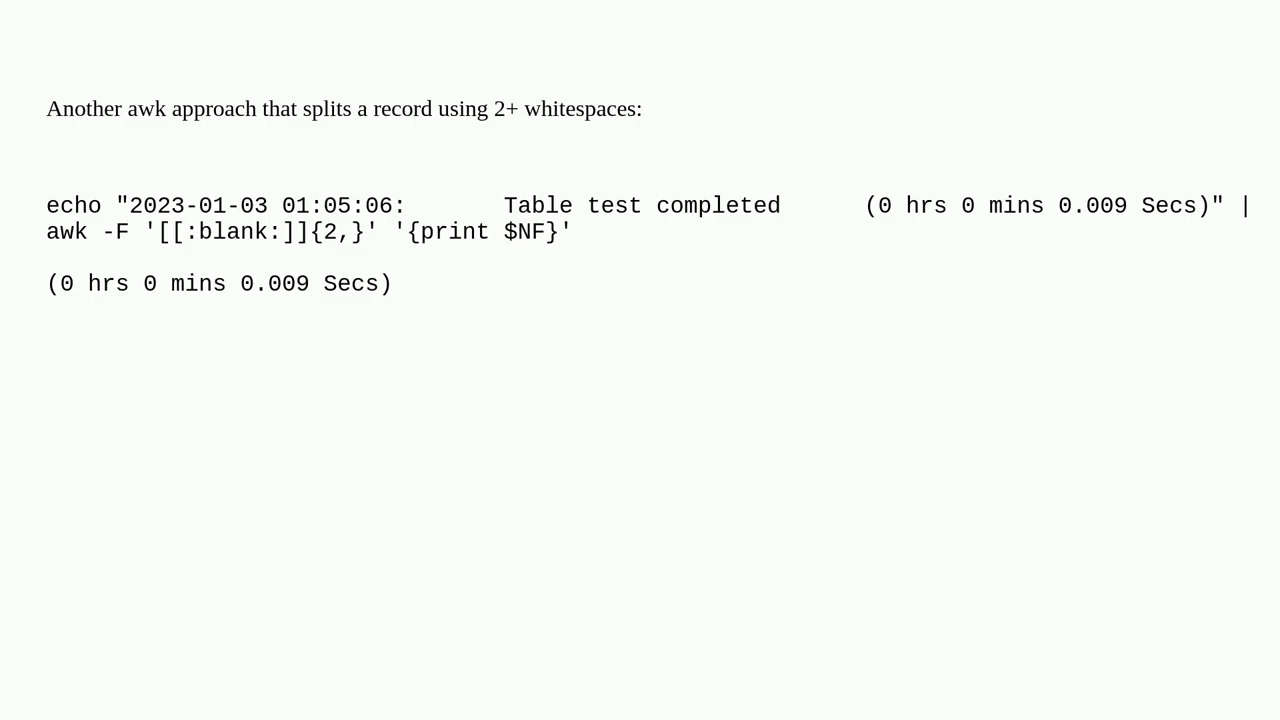 Another awk approach that splits a record using 2+ whitespaces:
echo "2023-01-03 01:05:06:       Table test completed      (0 hrs 0 mins 0.009 Secs)" |
awk -F '[[:blank:]]{2,}' '{print $NF}'
(0 hrs 0 mins 0.009 Secs)